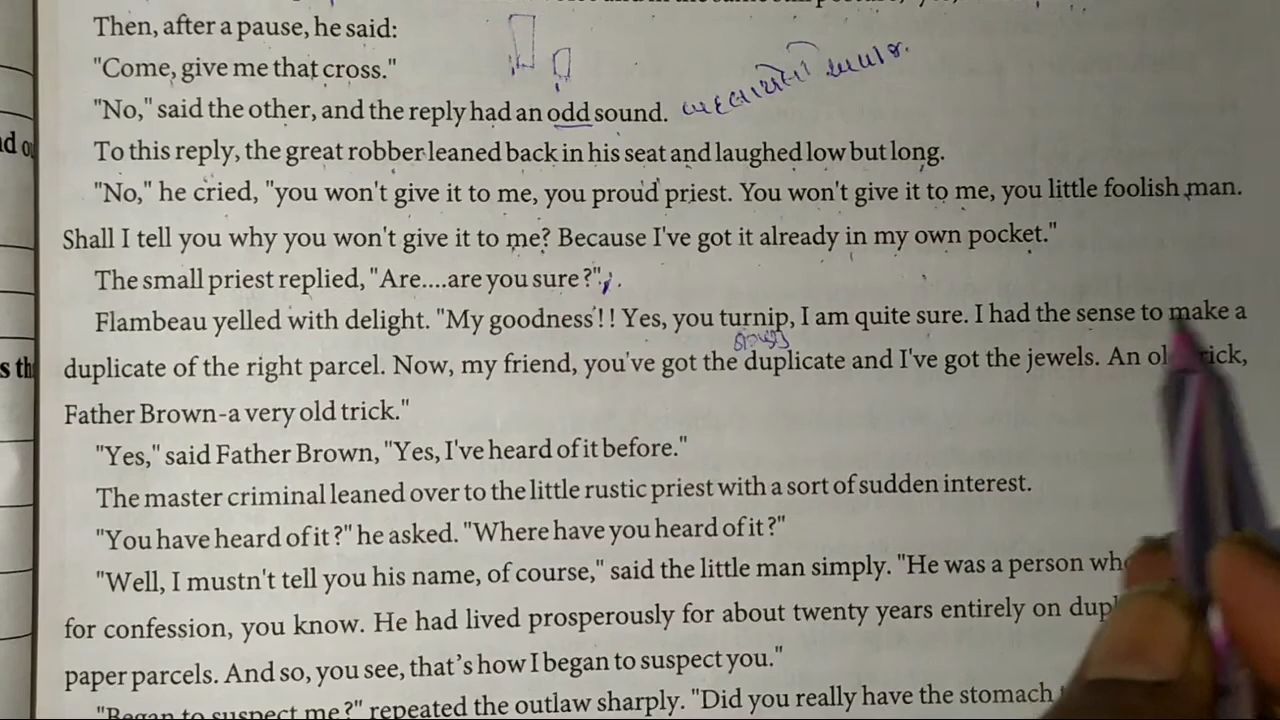 Then, after a pause, he said:
"Come, give me that cross."
"No," said the other, and the reply had an odd sound.
To this reply, the great robber leaned back in his seat and laughed low but long.
"No," he cried, "you won't give it to me, you proud priest. You won't give it to me, you little foolish man.
Shall I tell you why you won't give it to me? Because I've got it already in my own pocket."
The small priest replied, "Are....are you sure?"
Flambeau yelled with delight. "My goodness!! Yes, you turnip, I am quite sure. I had the sense to make a
duplicate of the right parcel. Now, my friend, you've got the duplicate and I've got the jewels. An
Father Brown-a very old trick."
"Yes," said Father Brown, "Yes, I've heard of it before."
The master criminal leaned over to the little rustic priest with a sort of sudden interest.
"You have heard of it?" he asked. "Where have you heard of it?"
"Well, I mustn't tell you his name, of course," said the little man simply. "He was a person
for confession, you know. He had lived prosperously for about twenty years entirely on
paper parcels. And so, you see, that's how I began to suspect you."
"Began to suspect me?" repeated the outlaw sharply. "Did you really have the stomach